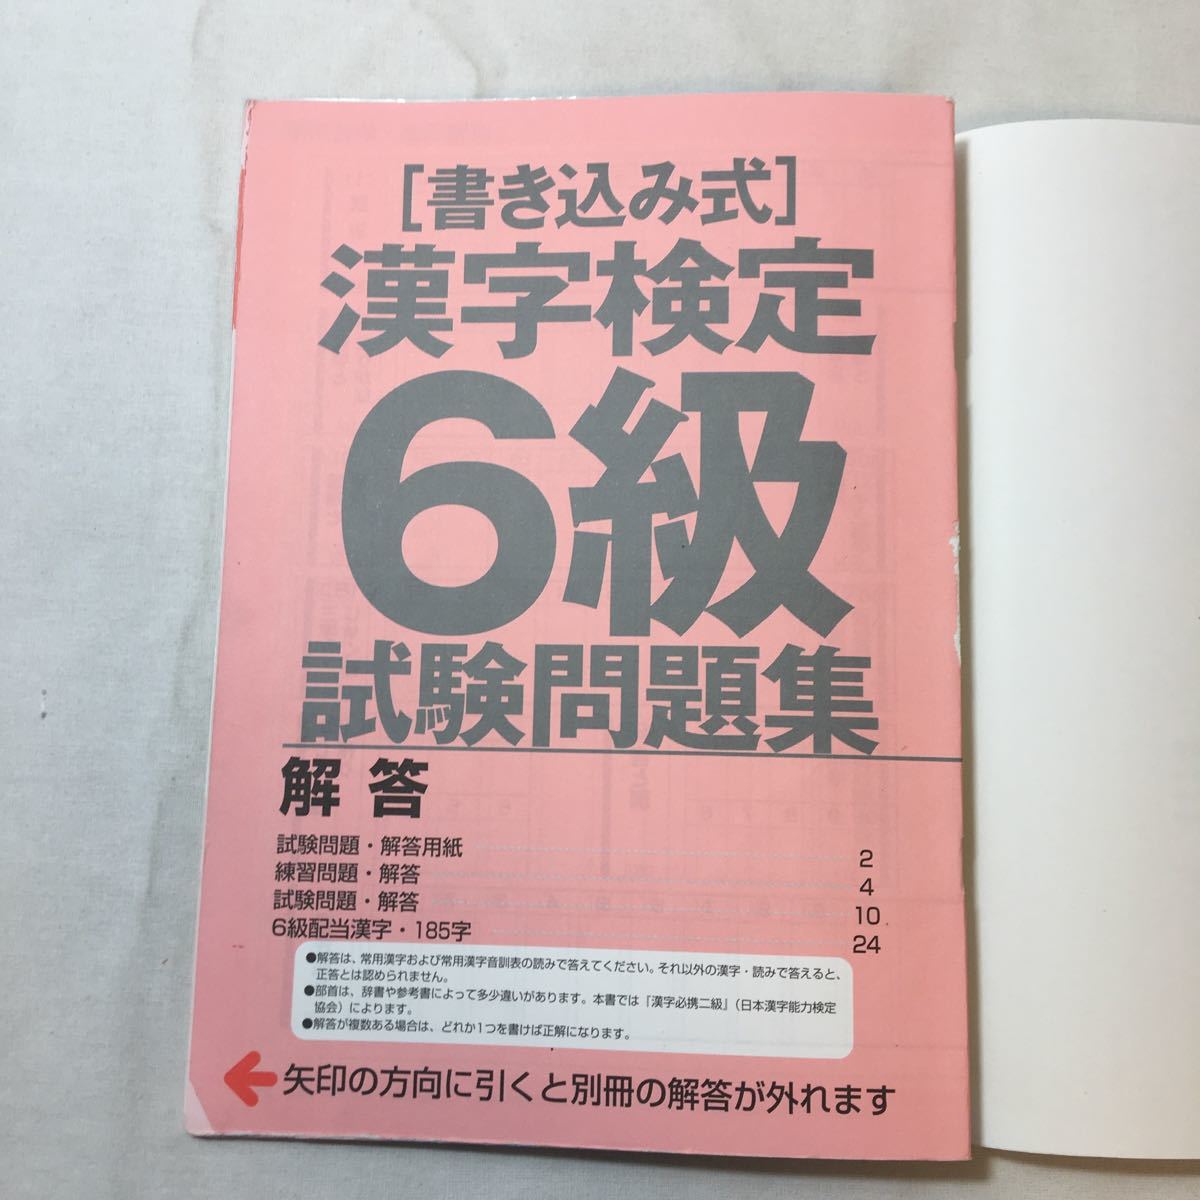 [書き込み式]
漢字検定
6級
試験問題集
解答
試験問題・解答用紙 2
練習問題・解答 4
試験問題・解答 10
6級配当漢字・185字 24
●解答は、常用漢字および常用漢字音訓表の読みで答えてください。それ以外の漢字・読みで答えると、
正答とは認められません。
●部首は、辞書や参考書によって多少違いがあります。本書では『漢字必携二級』(日本漢字能力検定
協会)によります。
●解答が複数ある場合は、どれか1つを書けば正解になります。
矢印の方向に引くと別冊の解答が外れます